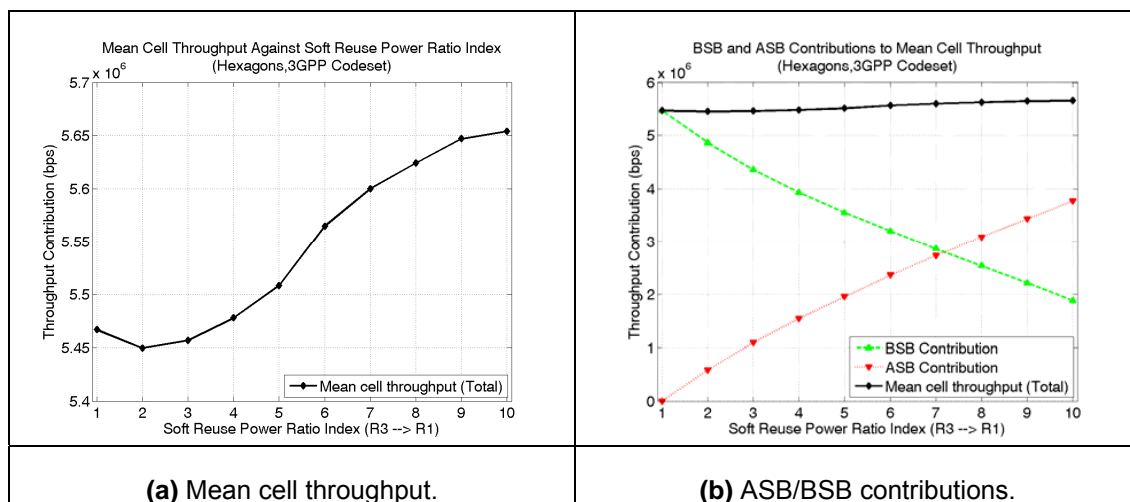 Mean Cell Throughput Against Soft Reuse Power Ratio Index
(Hexagons,3GPP Codeset)
x 10^6
5.7
5.65
5.6
5.55
5.5
5.45
5.4
Throughput Contribution (bps)
Mean cell throughput (Total)
1 2 3 4 5 6 7 8 9 10
Soft Reuse Power Ratio Index (R3 --> R1)
(a) Mean cell throughput.
BSB and ASB Contributions to Mean Cell Throughput
(Hexagons,3GPP Codeset)
x 10^6
6
5
4
3
2
1
0
Throughput Contribution (bps)
BSB Contribution
ASB Contribution
Mean cell throughput (Total)
1 2 3 4 5 6 7 8 9 10
Soft Reuse Power Ratio Index (R3 --> R1)
(b) ASB/BSB contributions.